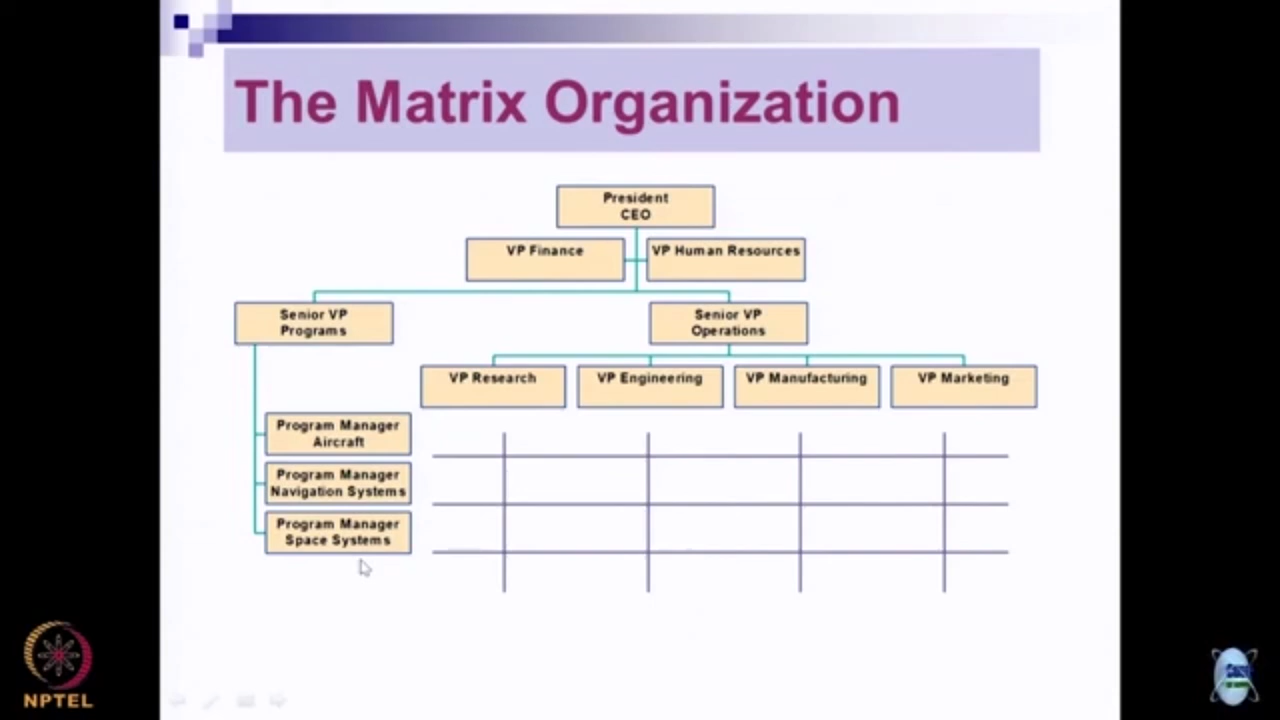 The Matrix Organization
President
CEO
VP Finance
VP Human Resources
Senior VP
Programs
Senior VP
Operations
VP Research
VP Engineering
VP Manufacturing
VP Marketing
Program Manager
Aircraft
Program Manager
Navigation Systems
Program Manager
Space Systems
NPTEL